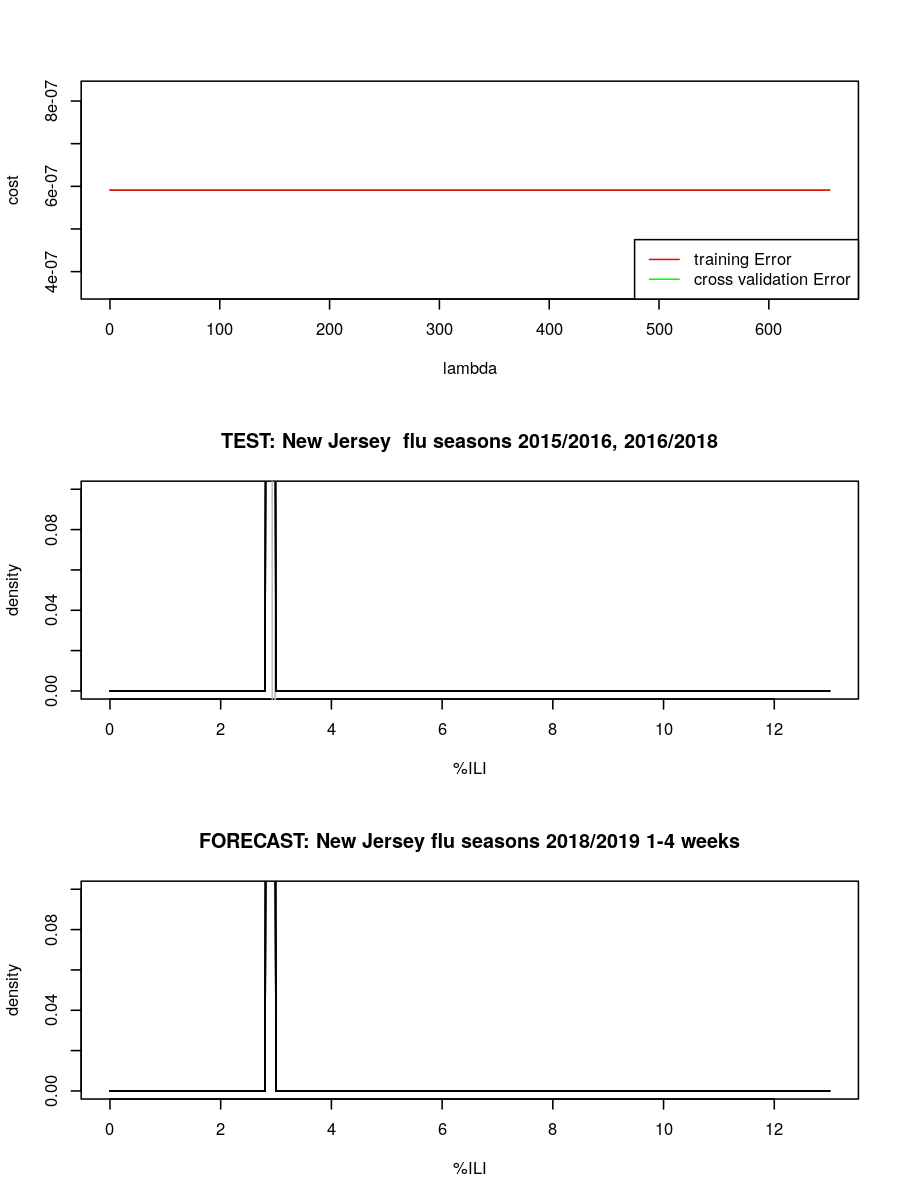 8e-07
6e-07
4e-07
cost
training Error
cross validation Error
0 100 200 300 400 500 600
lambda
TEST: New Jersey  flu seasons 2015/2016, 2016/2018
0.08
0.04
0.00
density
0 2 4 6 8 10 12
%ILI
FORECAST: New Jersey flu seasons 2018/2019 1-4 weeks
0.08
0.04
0.00
density
0 2 4 6 8 10 12
%ILI